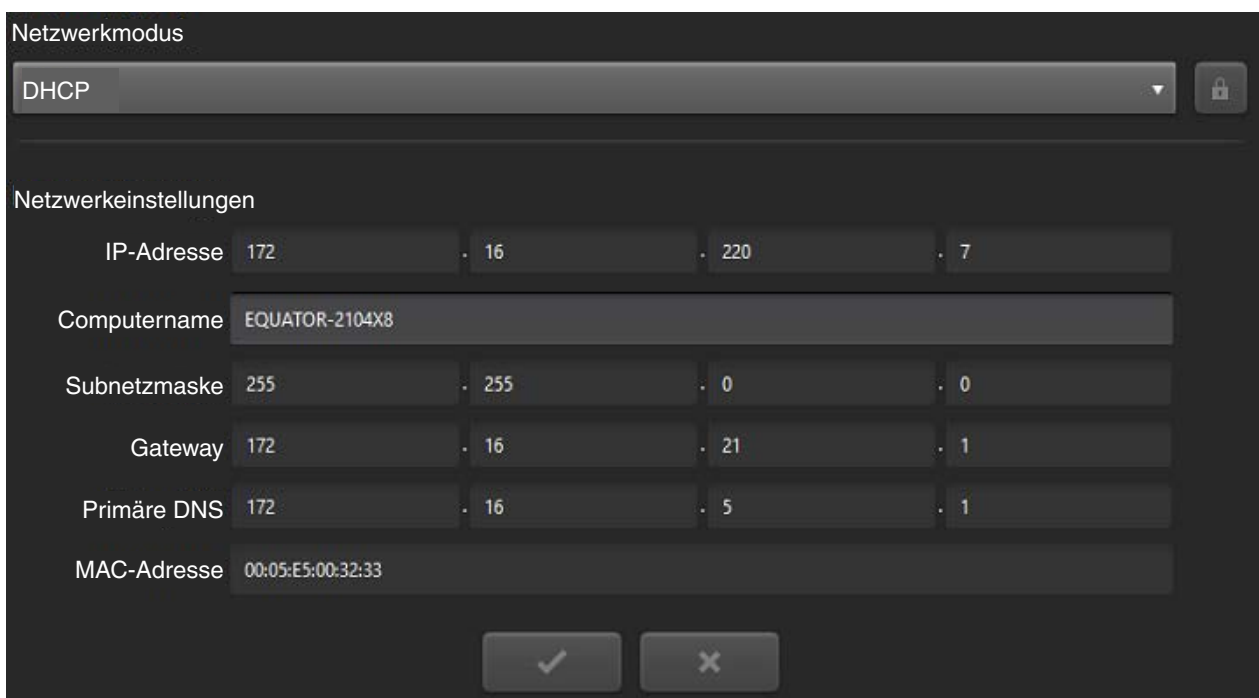 Netzwerkmodus
DHCP
Netzwerkeinstellungen
IP-Adresse 172 . 16 . 220 . 7
Computername EQUATOR-2104X8
Subnetzmaske 255 . 255 . 0 . 0
Gateway 172 . 16 . 21 . 1
Primäre DNS 172 . 16 . 5 . 1
MAC-Adresse 00:05:E5:00:32:33